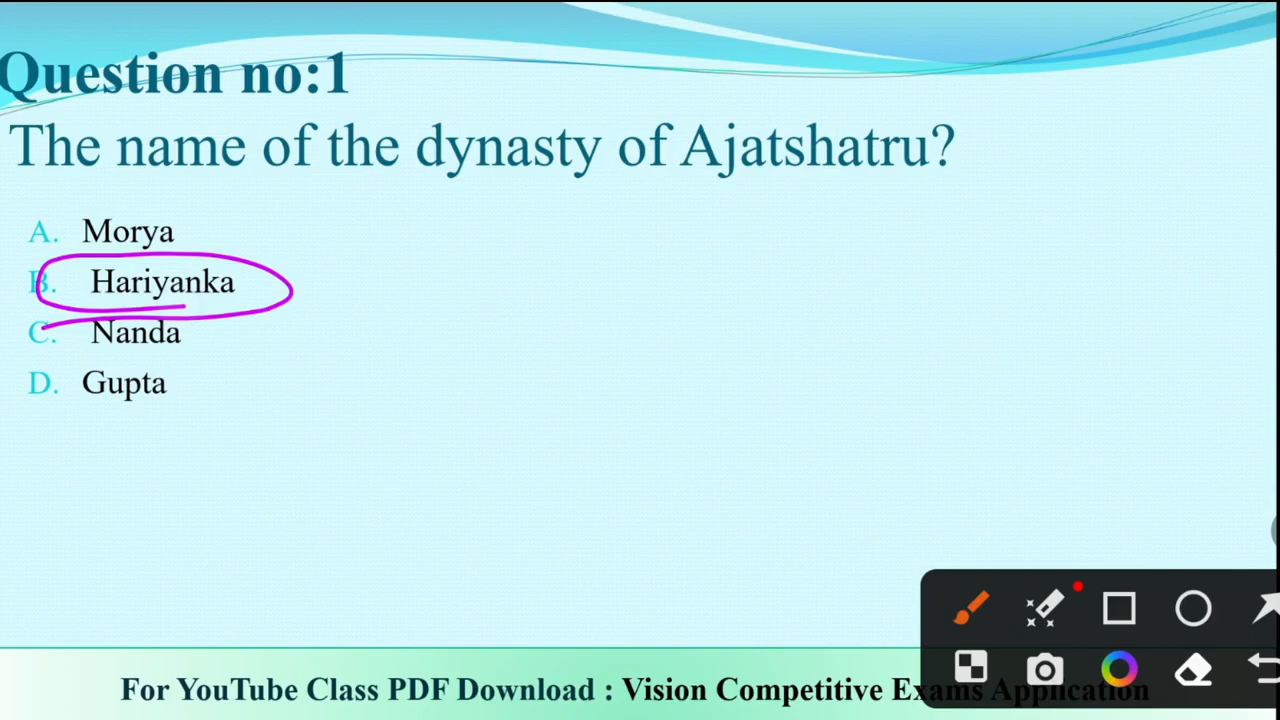 Question no:1
The name of the dynasty of Ajatshatru?
A. Morya
B. Hariyanka
C. Nanda
D. Gupta
For YouTube Class PDF Download : Vision Competitive Exams Application